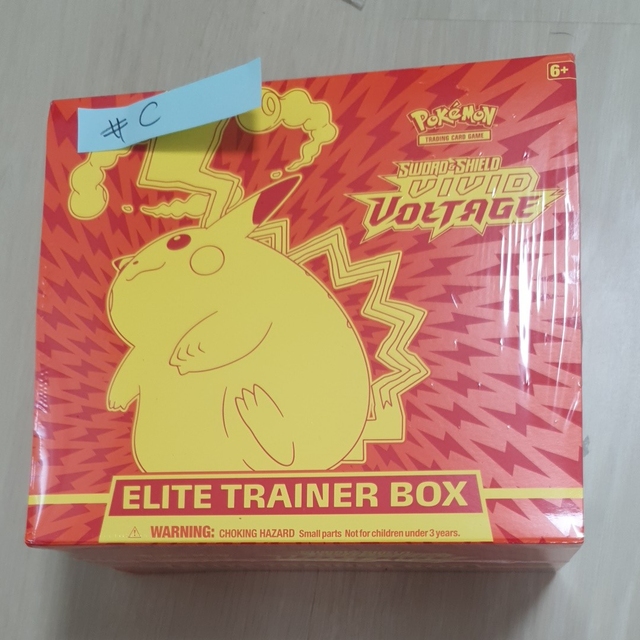 # C
6+
POKéMON
TRADING CARD GAME
SWORD & SHIELD
VIVID
VOLTAGE
ELITE TRAINER BOX
WARNING: CHOKING HAZARD Small parts Not for children under 3 years.